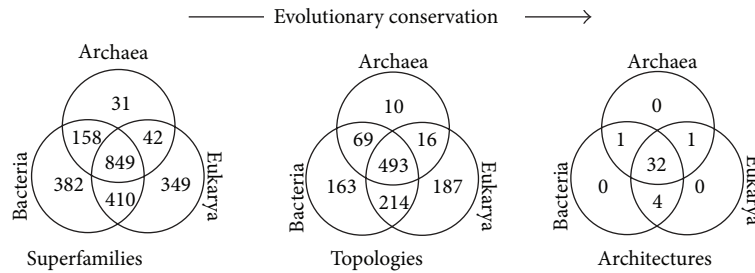 Evolutionary conservation
Archaea
31
158
42
849
382
349
410
Bacteria
Eukarya
Superfamilies
Archaea
10
69
16
493
163
187
214
Bacteria
Eukarya
Topologies
Archaea
0
1
1
32
0
0
4
Bacteria
Eukarya
Architectures